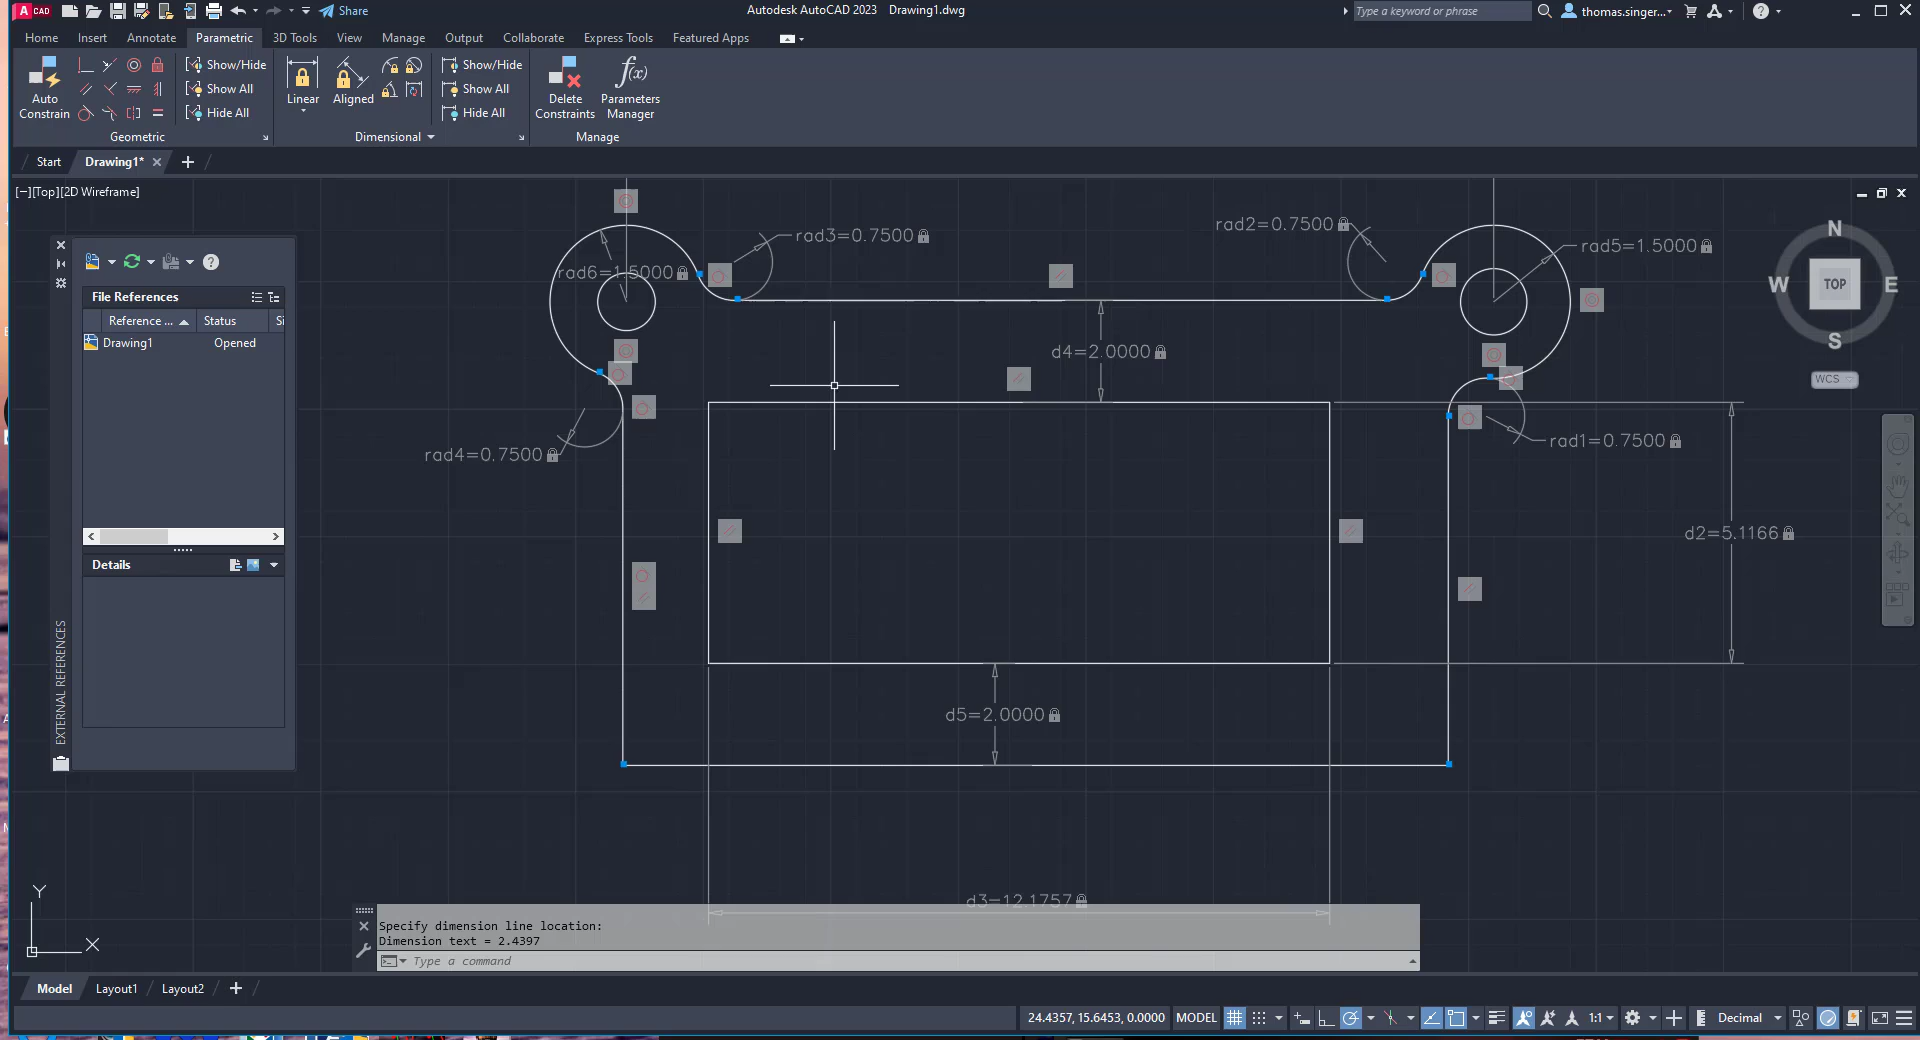 A CAD
Share
Autodesk AutoCAD 2023 Drawing1.dwg
Type a keyword or phrase
thomas.singer...
Home Insert Annotate Parametric 3D Tools View Manage Output Collaborate Express Tools Featured Apps
Auto Constrain
Show/Hide
Show All
Hide All
Geometric
Linear
Aligned
Show/Hide
Show All
Hide All
Dimensional
Delete Constraints
f(x)
Parameters Manager
Manage
Start
Drawing1*
[−][Top][2D Wireframe]
File References
Reference ... Status Si
Drawing1 Opened
Details
EXTERNAL REFERENCES
rad6=1.5000
rad3=0.7500
rad2=0.7500
rad5=1.5000
N
W TOP E
S
WCS
d4=2.0000
rad4=0.7500
rad1=0.7500
d2=5.1166
d5=2.0000
d3=12.1757
Y
X
Specify dimension line location:
Dimension text = 2.4397
Type a command
Model Layout1 Layout2
24.4357, 15.6453, 0.0000 MODEL 1:1 Decimal